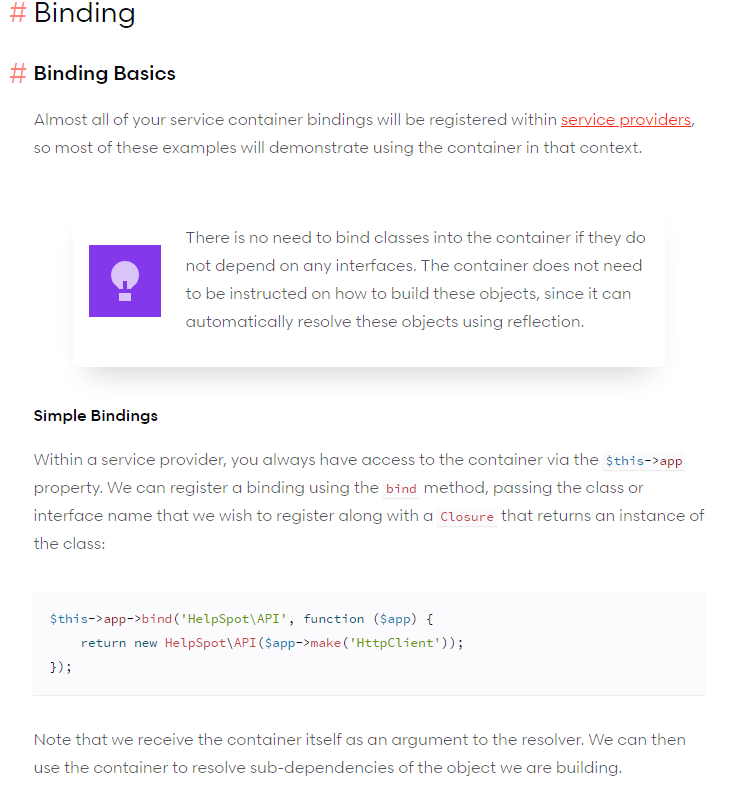 # Binding
# Binding Basics
Almost all of your service container bindings will be registered within service providers,
so most of these examples will demonstrate using the container in that context.
There is no need to bind classes into the container if they do
not depend on any interfaces. The container does not need
to be instructed on how to build these objects, since it can
automatically resolve these objects using reflection.
Simple Bindings
Within a service provider, you always have access to the container via the $this->app
property. We can register a binding using the bind method, passing the class or
interface name that we wish to register along with a Closure that returns an instance of
the class:
$this->app->bind('HelpSpot\API', function ($app) {
    return new HelpSpot\API($app->make('HttpClient'));
});
Note that we receive the container itself as an argument to the resolver. We can then
use the container to resolve sub-dependencies of the object we are building.